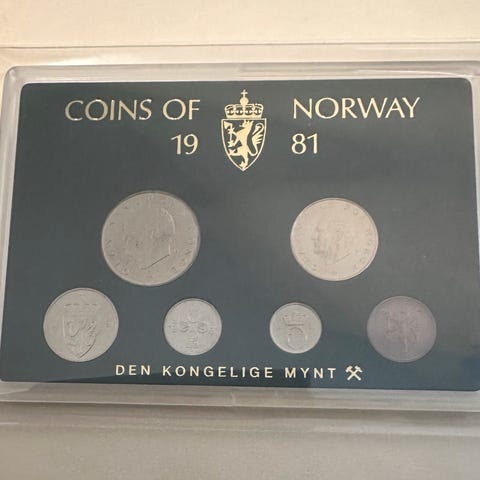 COINS OF NORWAY
19 81
DEN KONGELIGE MYNT